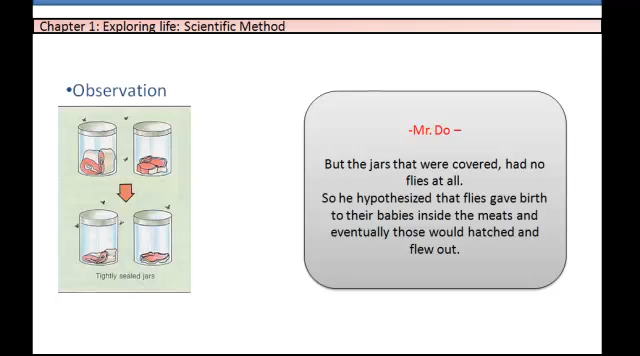 Chapter 1: Exploring life: Scientific Method
•Observation
Tightly sealed jars
-Mr. Do –
But the jars that were covered, had no
flies at all.
So he hypothesized that flies gave birth
to their babies inside the meats and
eventually those would hatched and
flew out.